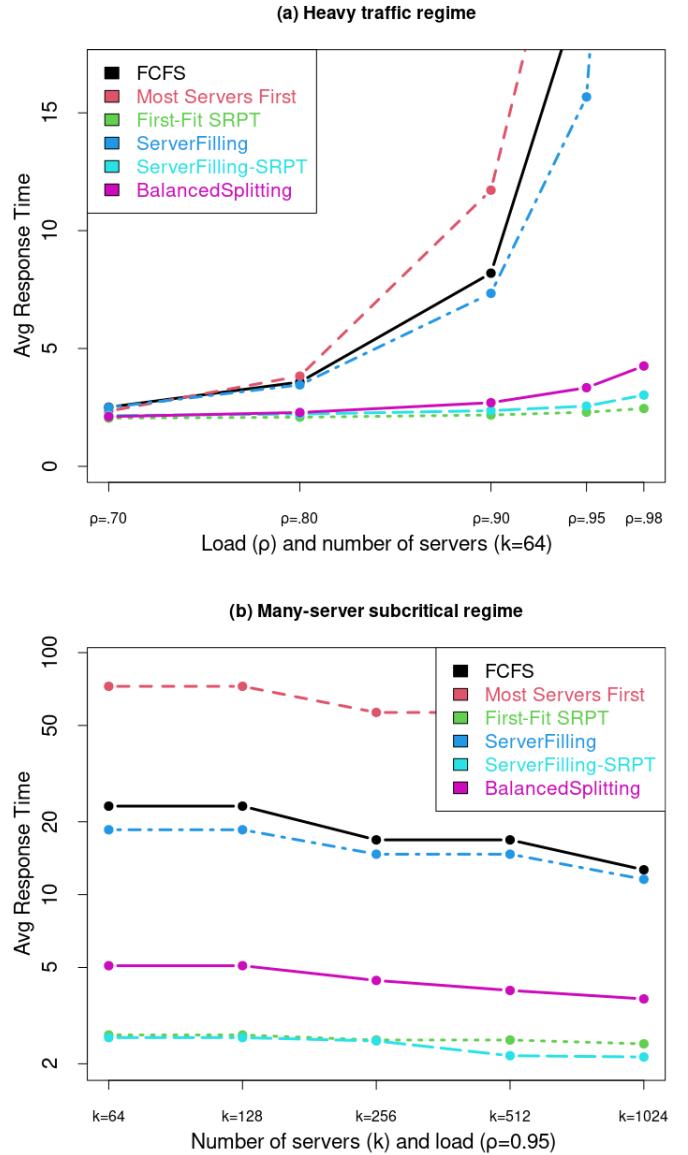 (a) Heavy traffic regime
Avg Response Time
15
10
5
0
FCFS
Most Servers First
First-Fit SRPT
ServerFilling
ServerFilling-SRPT
BalancedSplitting
ρ=.70
ρ=.80
ρ=.90
ρ=.95
ρ=.98
Load (ρ) and number of servers (k=64)
(b) Many-server subcritical regime
Avg Response Time
100
50
20
10
5
2
FCFS
Most Servers First
First-Fit SRPT
ServerFilling
ServerFilling-SRPT
BalancedSplitting
k=64
k=128
k=256
k=512
k=1024
Number of servers (k) and load (ρ=0.95)